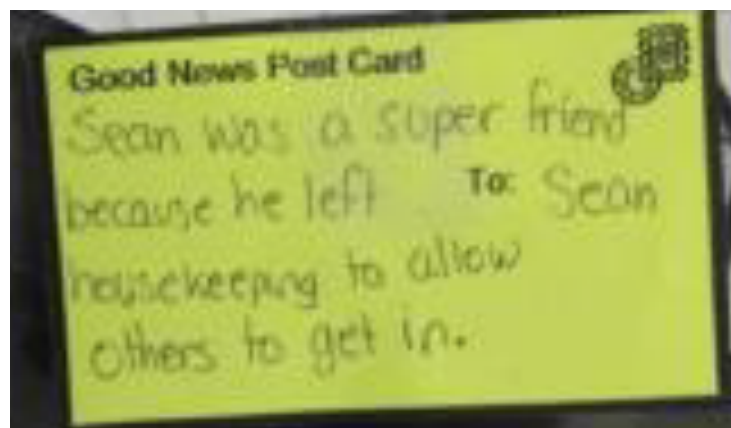 Good News Post Card
Sean was a super friend
because he left
To: Sean
housekeeping to allow
others to get in.